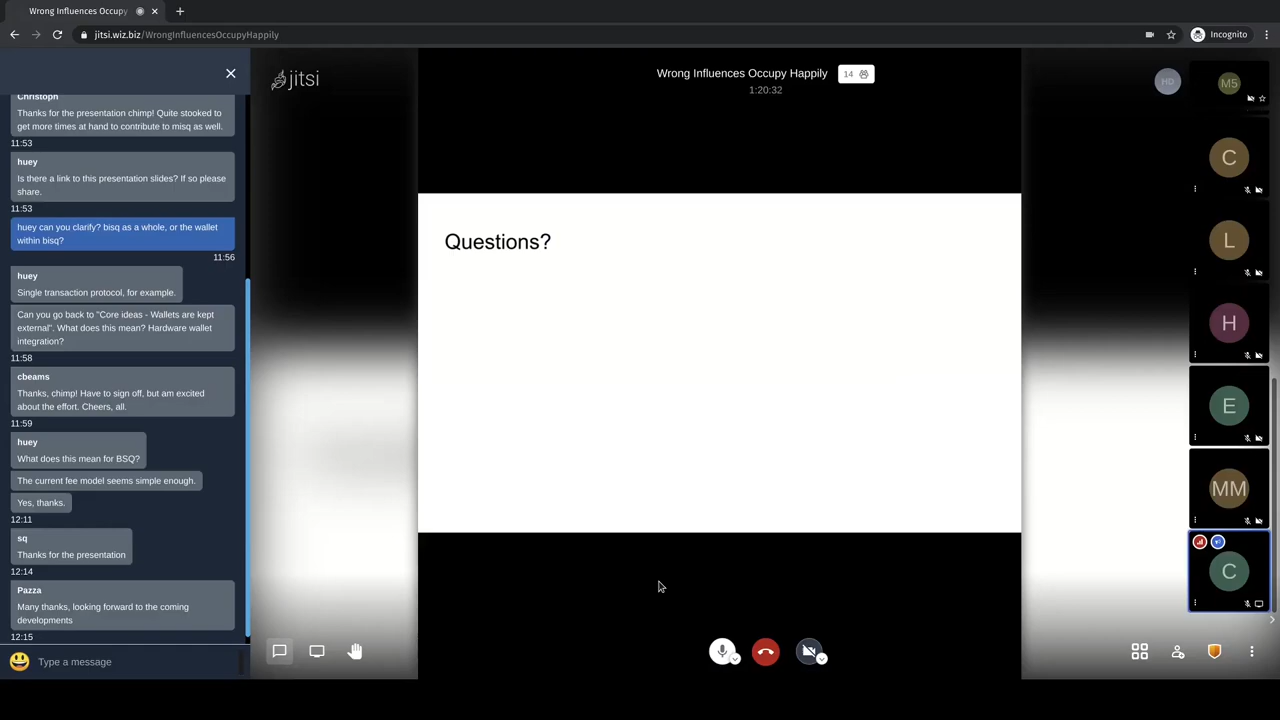 Wrong Influences Occupy
jitsi.wiz.biz/WrongInfluencesOccupyHappily
Incognito
Christoph
Thanks for the presentation chimp! Quite stooked to
get more times at hand to contribute to misq as well.
11:53
huey
Is there a link to this presentation slides? If so please
share.
11:53
huey can you clarify? bisq as a whole, or the wallet
within bisq?
11:56
huey
Single transaction protocol, for example.
Can you go back to "Core ideas - Wallets are kept
external". What does this mean? Hardware wallet
integration?
11:58
cbeams
Thanks, chimp! Have to sign off, but am excited
about the effort. Cheers, all.
11:59
huey
What does this mean for BSQ?
The current fee model seems simple enough.
Yes, thanks.
12:11
sq
Thanks for the presentation
12:14
Pazza
Many thanks, looking forward to the coming
developments
12:15
Type a message
jitsi
Wrong Influences Occupy Happily
14
1:20:32
Questions?
HD
M5
C
L
H
E
MM
C